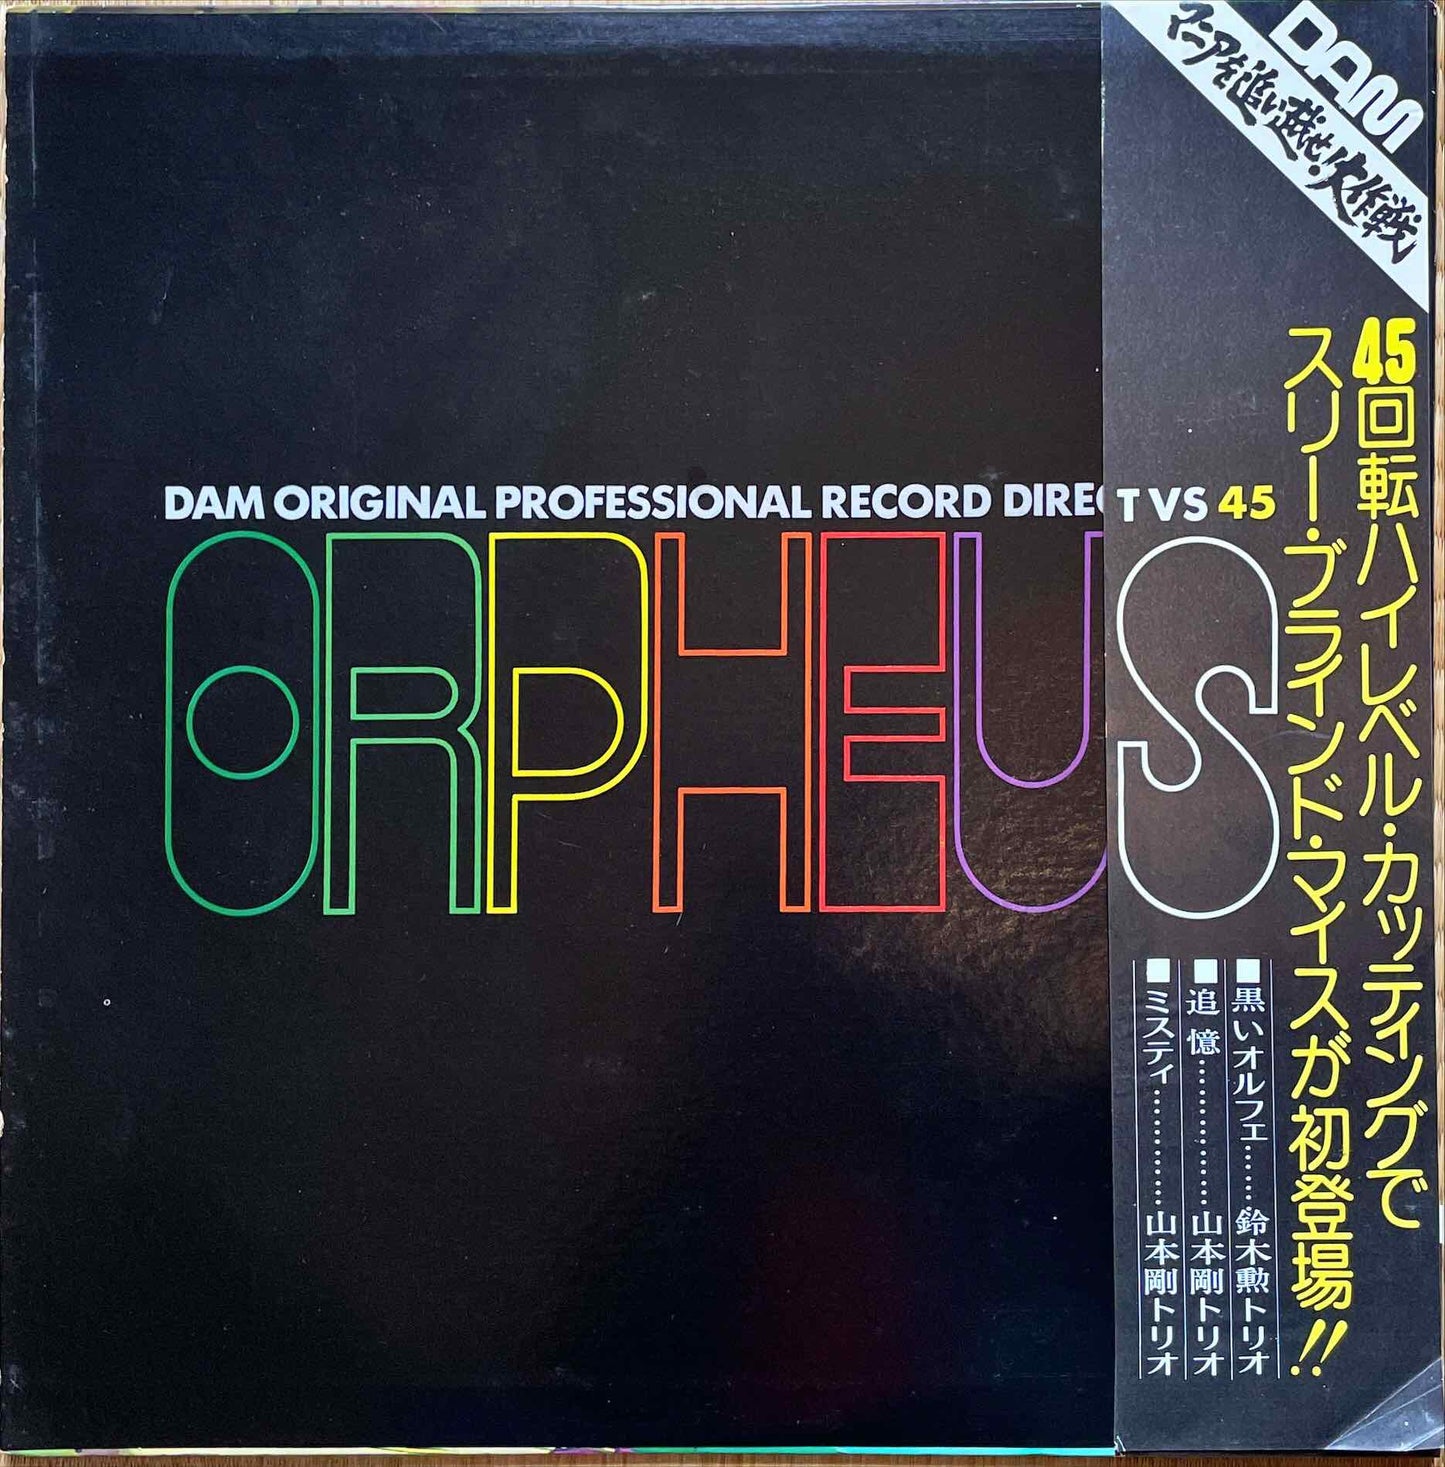 DAM
マニアを追い越せ!大作戦
DAM ORIGINAL PROFESSIONAL RECORD DIRECT VS 45
ORPHEUS
45回転ハイレベル・カッティングで
スリー・ブラインド・マイスが初登場!!
■黒いオルフェ……鈴木勲トリオ
■追憶…………山本剛トリオ
■ミスティ…………山本剛トリオ